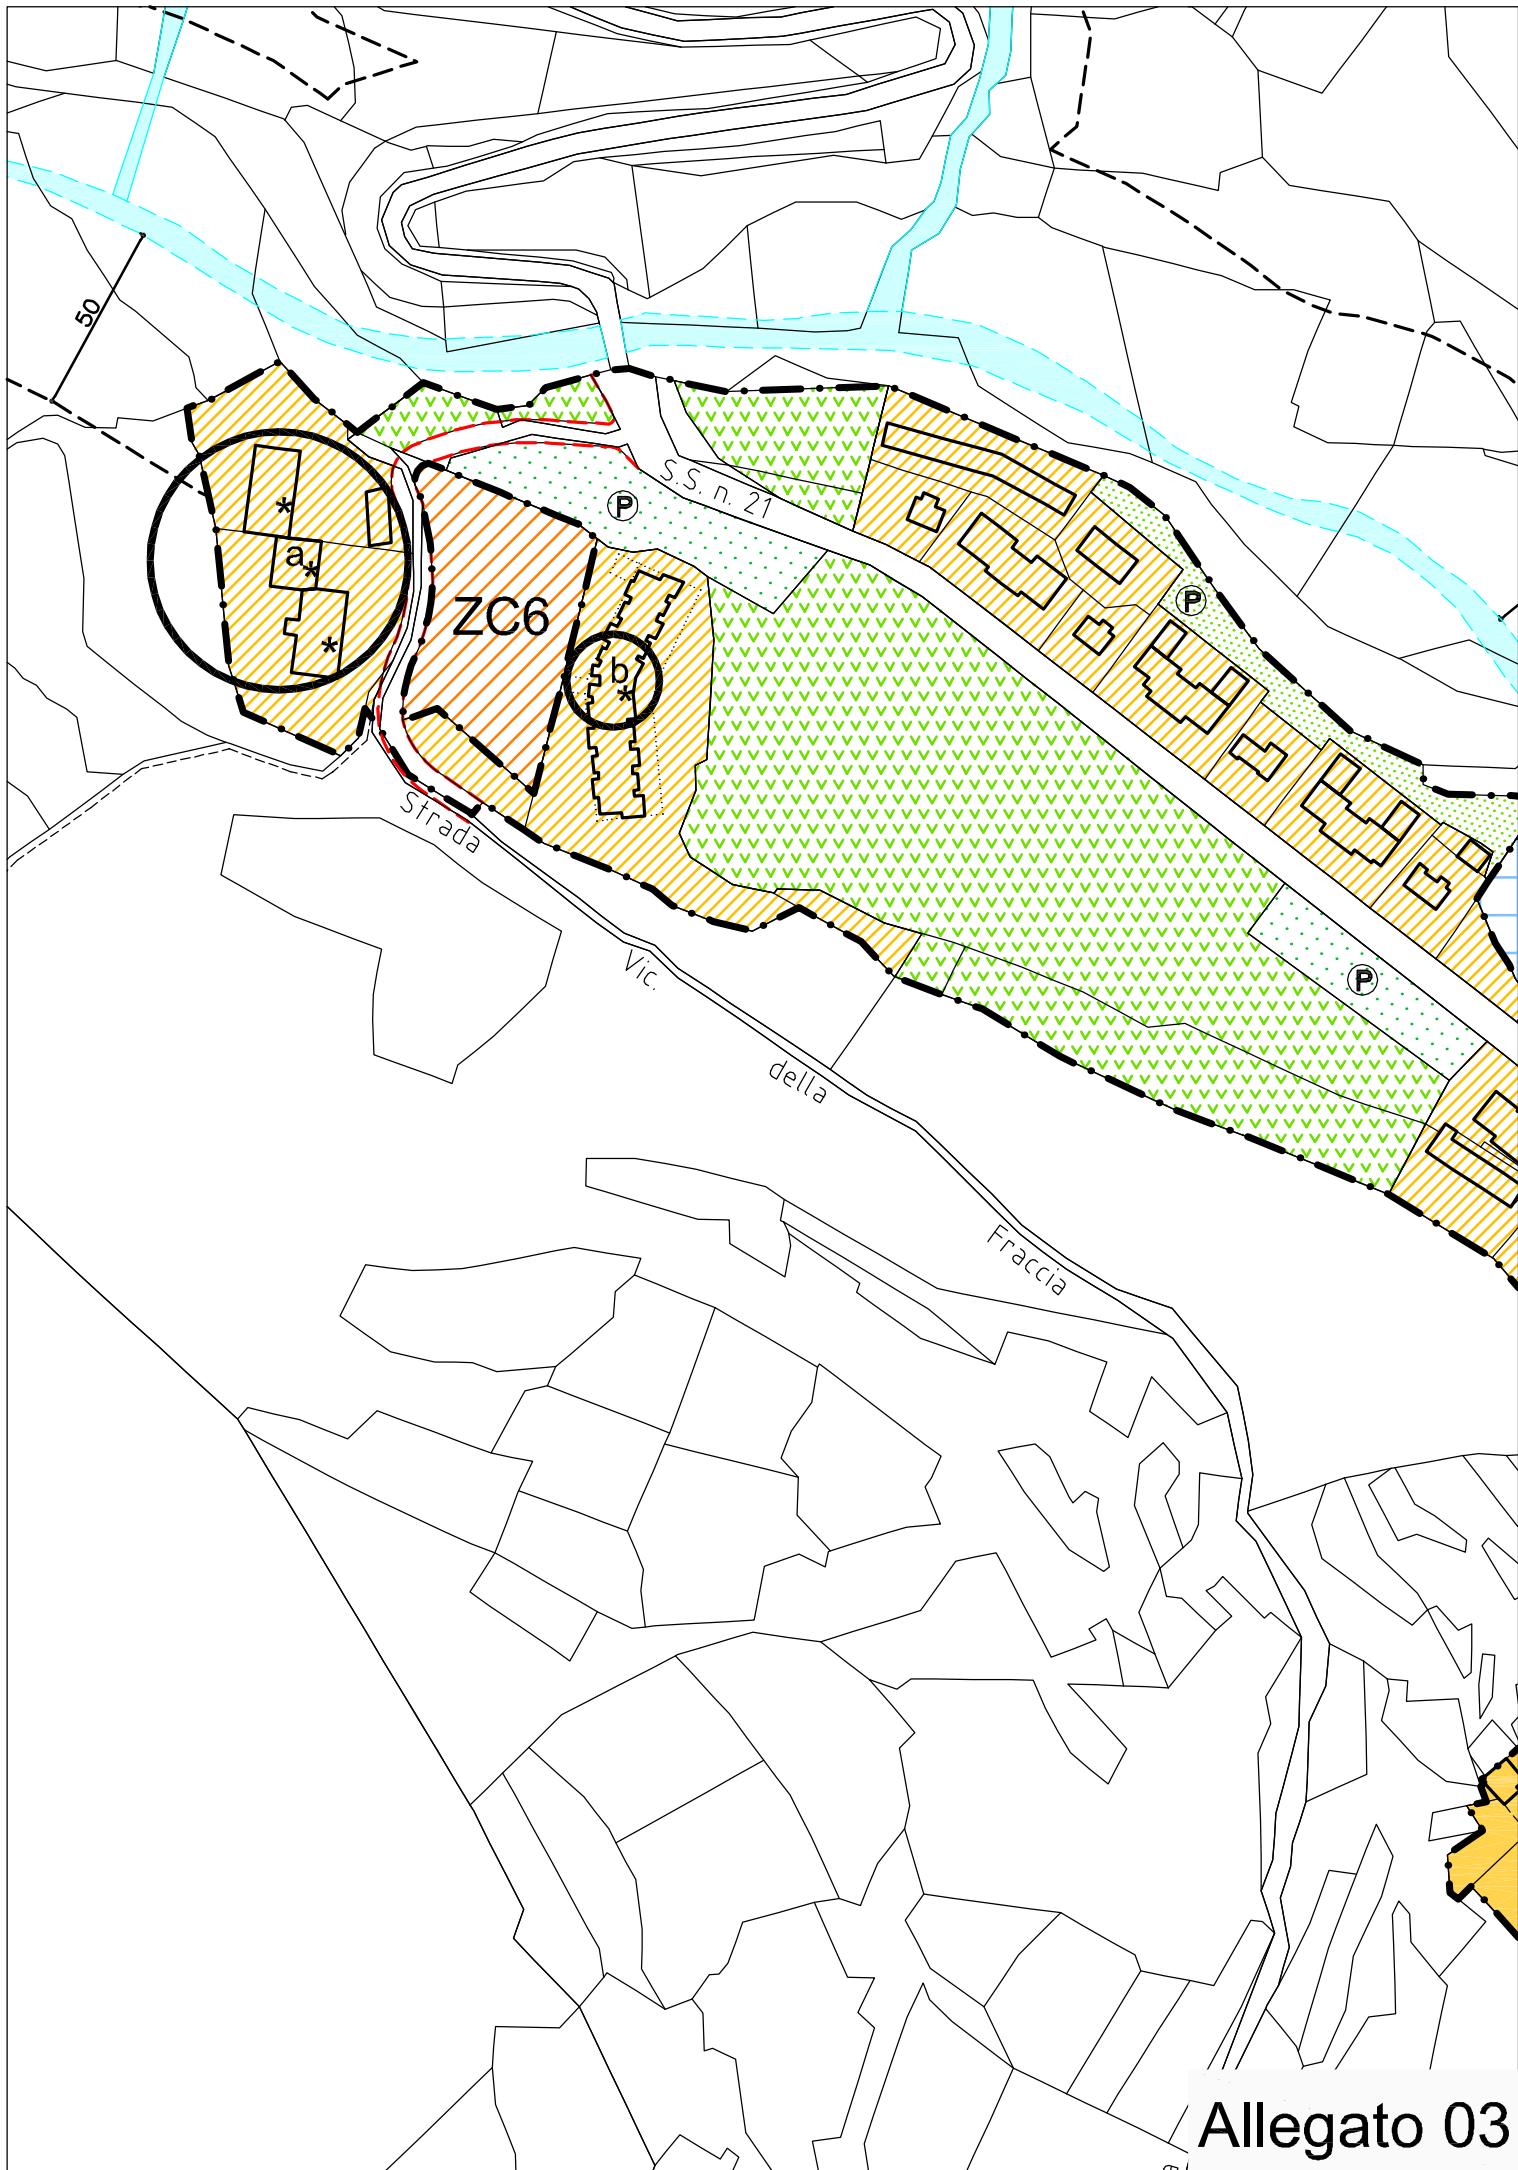 50
S.S. n. 21
P
a
*
*
*
ZC6
b
*
P
P
Strada
Vic.
della
Fraccia
Allegato 03